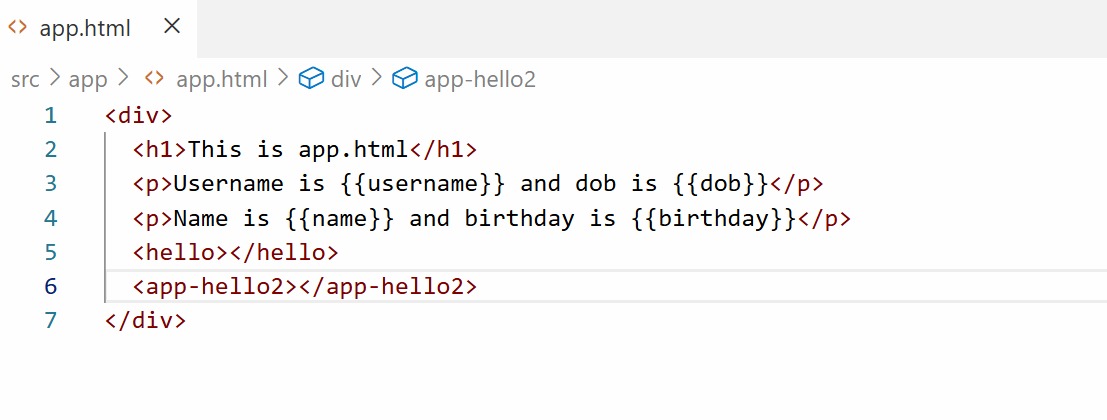 app.html
src > app > app.html > div > app-hello2
1 <div>
2 <h1>This is app.html</h1>
3 <p>Username is {{username}} and dob is {{dob}}</p>
4 <p>Name is {{name}} and birthday is {{birthday}}</p>
5 <hello></hello>
6 <app-hello2></app-hello2>
7 </div>